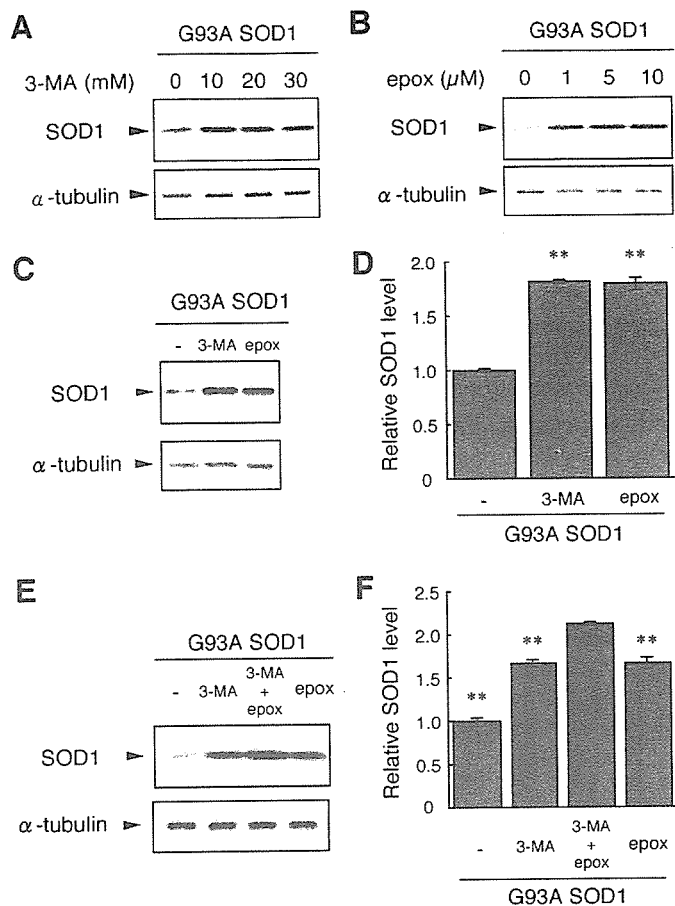 A
G93A SOD1
3-MA (mM) 0 10 20 30
SOD1
α-tubulin
B
G93A SOD1
epox (μM) 0 1 5 10
SOD1
α-tubulin
C
G93A SOD1
- 3-MA epox
SOD1
α-tubulin
D
** **
Relative SOD1 level
2.0
1.0
0.5
0
- 3-MA epox
G93A SOD1
E
G93A SOD1
- 3-MA 3-MA + epox epox
SOD1
α-tubulin
F
** ** **
Relative SOD1 level
2.5
2.0
1.5
1.0
0.5
0
- 3-MA 3-MA + epox epox
G93A SOD1